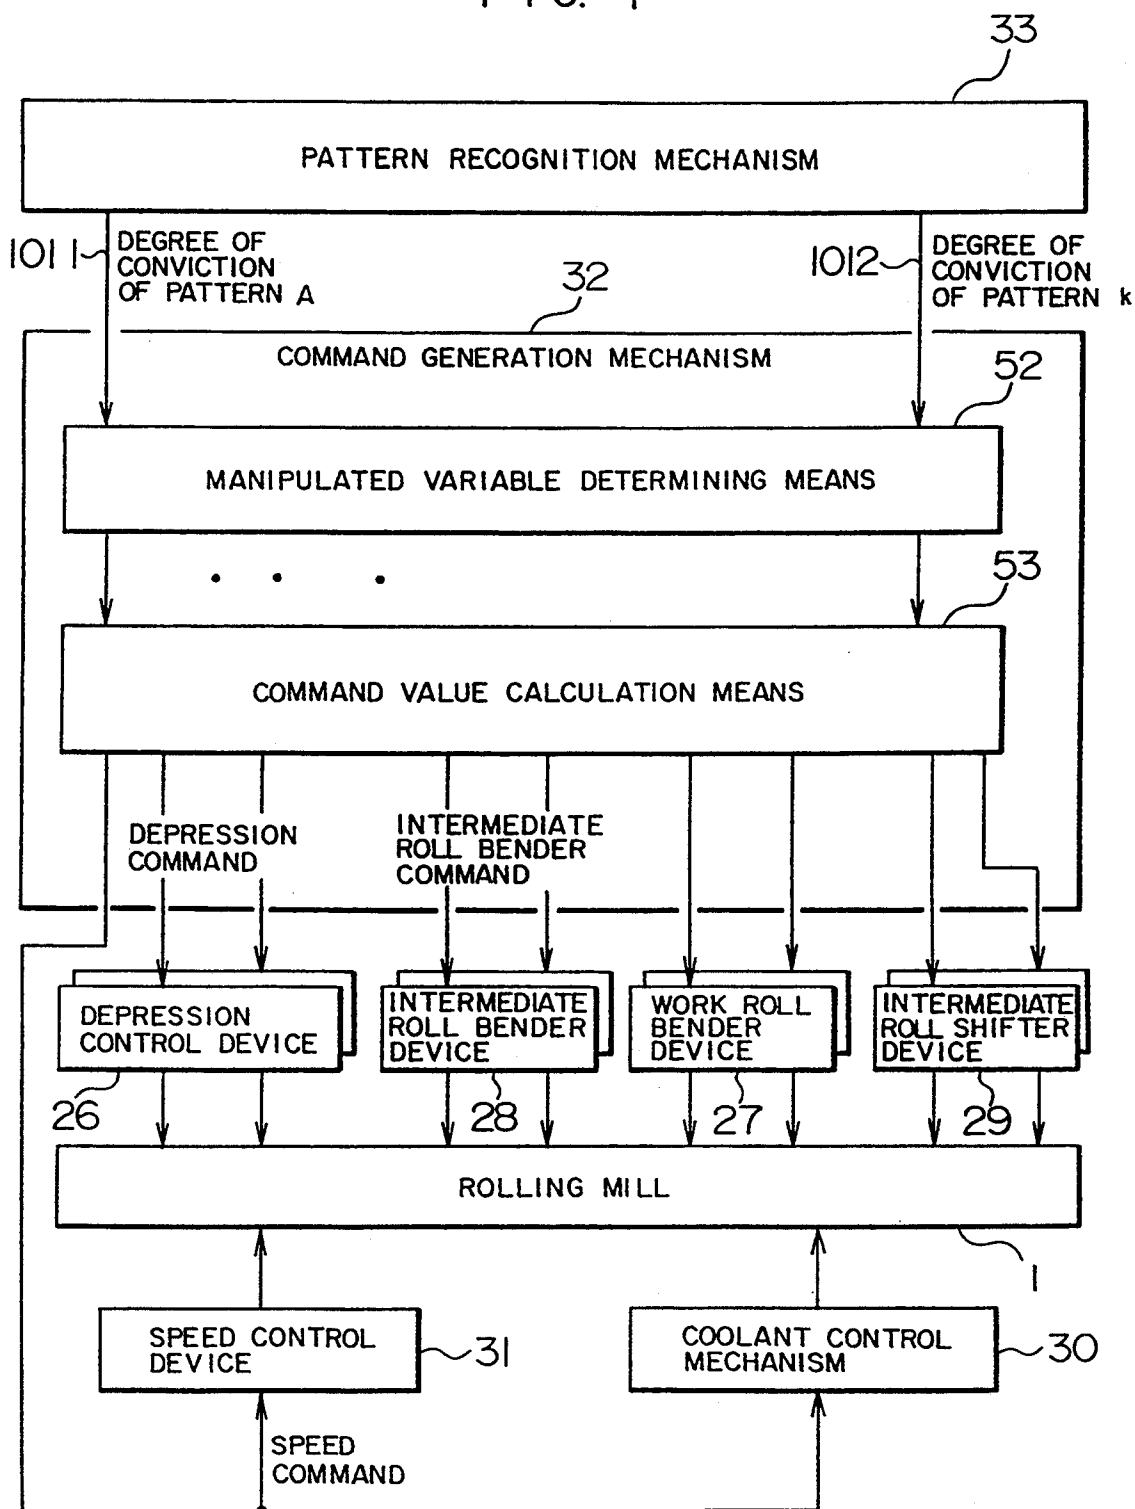 33
PATTERN RECOGNITION MECHANISM
1011
DEGREE OF
CONVICTION
OF PATTERN A
1012
DEGREE OF
CONVICTION
OF PATTERN k
32
COMMAND GENERATION MECHANISM
52
MANIPULATED VARIABLE DETERMINING MEANS
53
COMMAND VALUE CALCULATION MEANS
DEPRESSION
COMMAND
INTERMEDIATE
ROLL BENDER
COMMAND
DEPRESSION
CONTROL DEVICE
INTERMEDIATE
ROLL BENDER
DEVICE
WORK ROLL
BENDER
DEVICE
INTERMEDIATE
ROLL SHIFTER
DEVICE
26
28
27
29
ROLLING MILL
1
SPEED CONTROL
DEVICE
31
COOLANT CONTROL
MECHANISM
30
SPEED
COMMAND